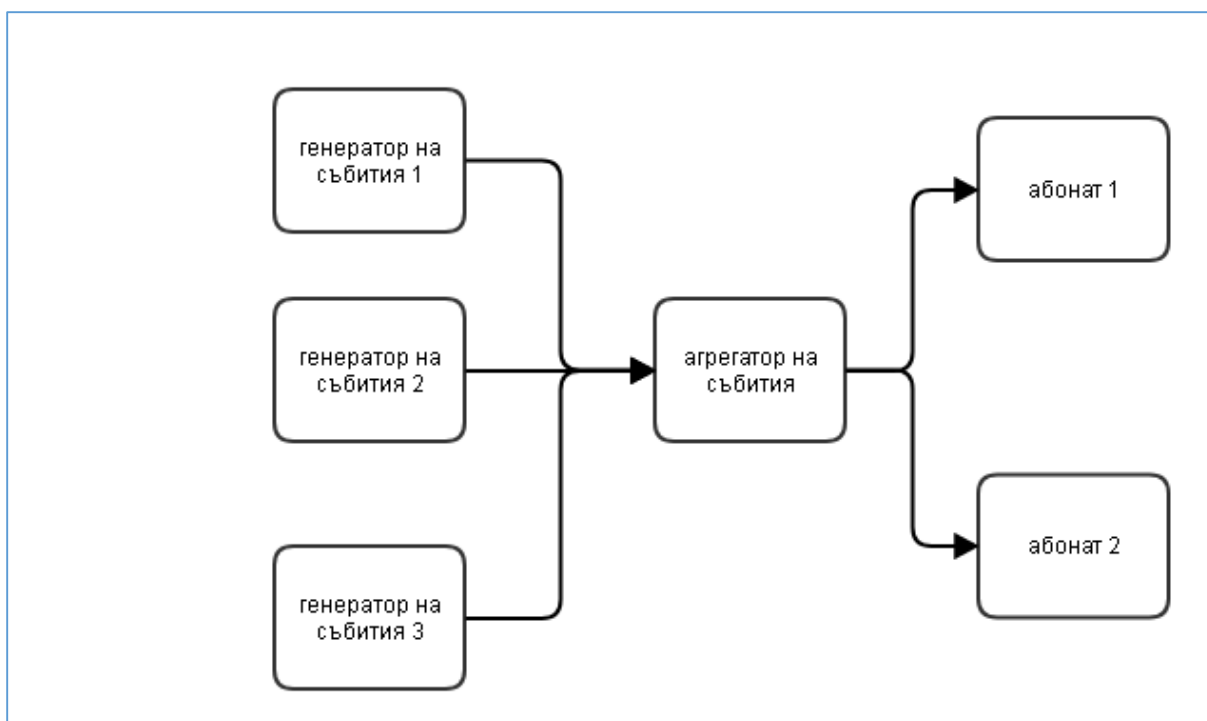 генератор на
събития 1
генератор на
събития 2
генератор на
събития 3
агрегатор на
събития
абонат 1
абонат 2